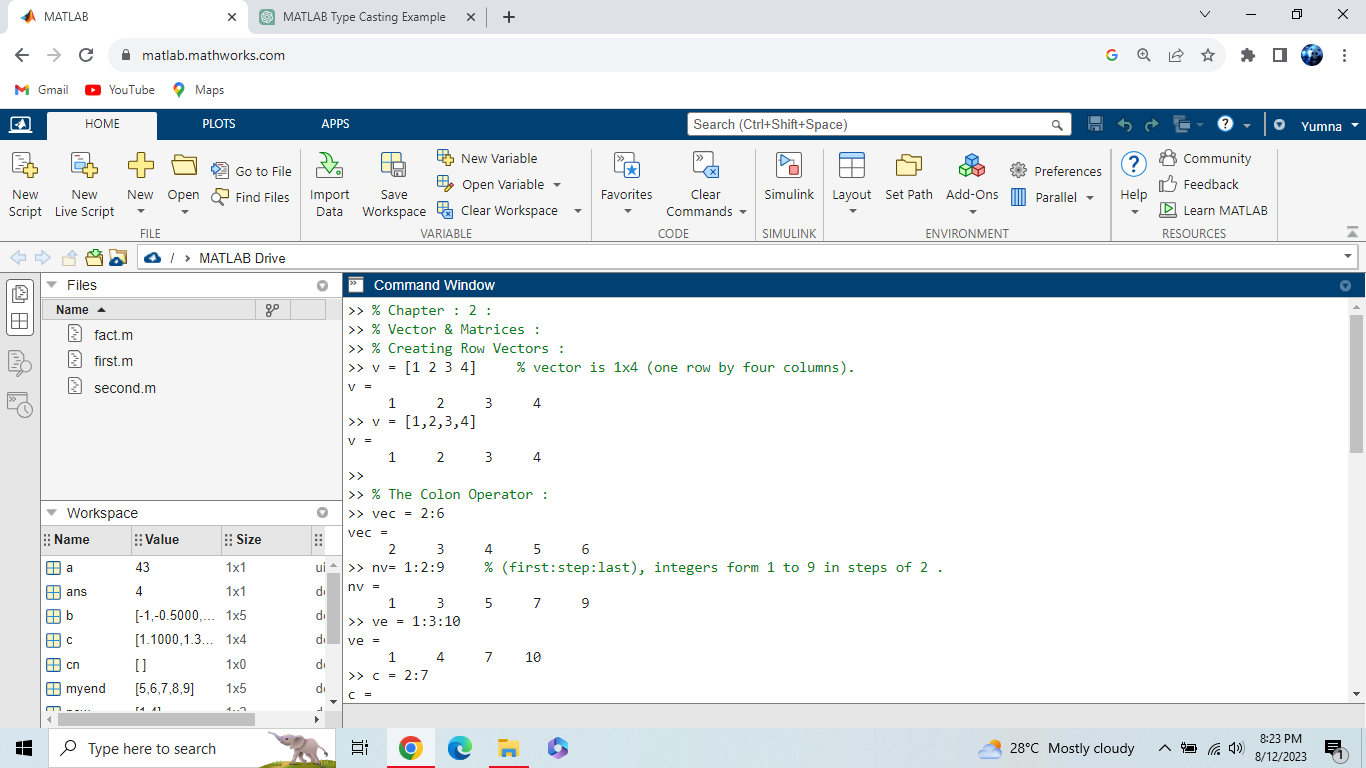 MATLAB
MATLAB Type Casting Example
matlab.mathworks.com
Gmail YouTube Maps
HOME PLOTS APPS
Search (Ctrl+Shift+Space)
Yumna
New Script
New Live Script
New
Open
Go to File
Find Files
FILE
Import Data
Save Workspace
New Variable
Open Variable
Clear Workspace
VARIABLE
Favorites
Clear Commands
CODE
Simulink
SIMULINK
Layout
Set Path
Add-Ons
Preferences
Parallel
ENVIRONMENT
Help
Community
Feedback
Learn MATLAB
RESOURCES
/ › MATLAB Drive
Files
Name
fact.m
first.m
second.m
Workspace
Name Value Size
a 43 1x1 ui
ans 4 1x1
b [-1,-0.5000,... 1x5
c [1.1000,1.3... 1x4
cn [ ] 1x0
myend [5,6,7,8,9] 1x5
Command Window
>> % Chapter : 2 :
>> % Vector & Matrices :
>> % Creating Row Vectors :
>> v = [1 2 3 4] % vector is 1x4 (one row by four columns).
v =
1 2 3 4
>> v = [1,2,3,4]
v =
1 2 3 4
>>
>> % The Colon Operator :
>> vec = 2:6
vec =
2 3 4 5 6
>> nv= 1:2:9 % (first:step:last), integers form 1 to 9 in steps of 2 .
nv =
1 3 5 7 9
>> ve = 1:3:10
ve =
1 4 7 10
>> c = 2:7
c =
Type here to search
28°C Mostly cloudy
8:23 PM
8/12/2023
1